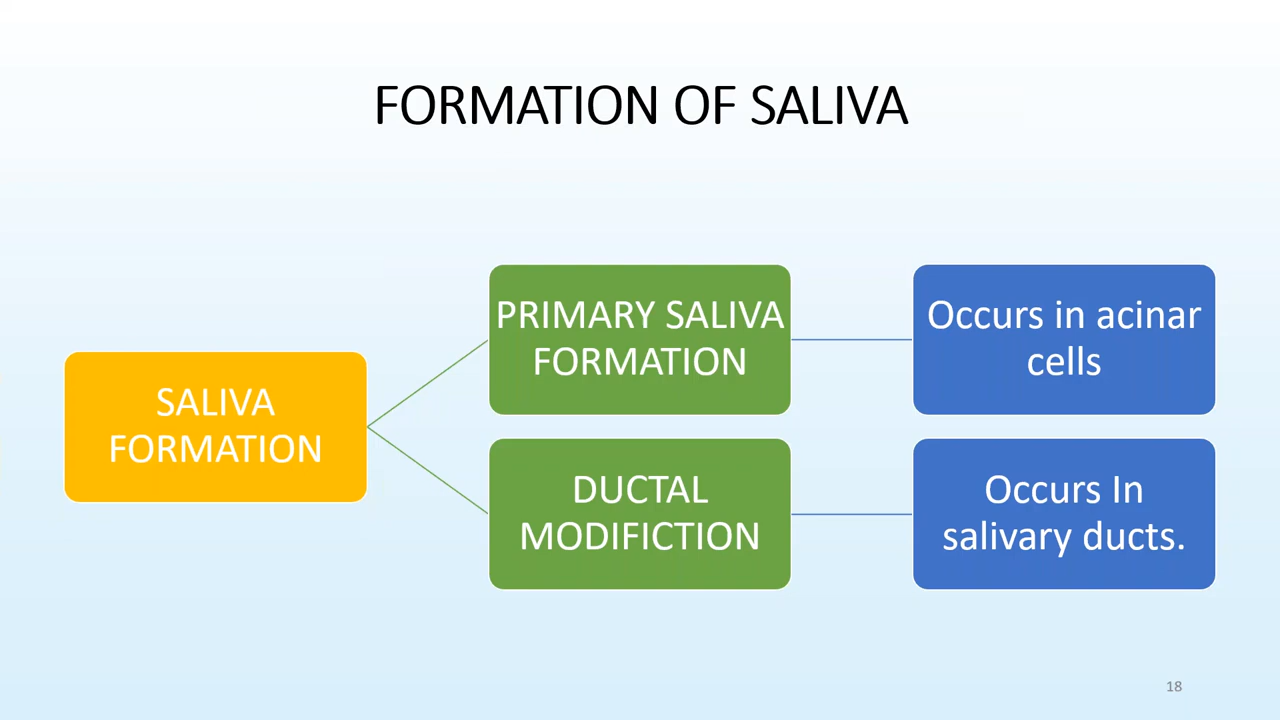 FORMATION OF SALIVA
SALIVA
FORMATION
PRIMARY SALIVA
FORMATION
Occurs in acinar
cells
DUCTAL
MODIFICTION
Occurs In
salivary ducts.
18